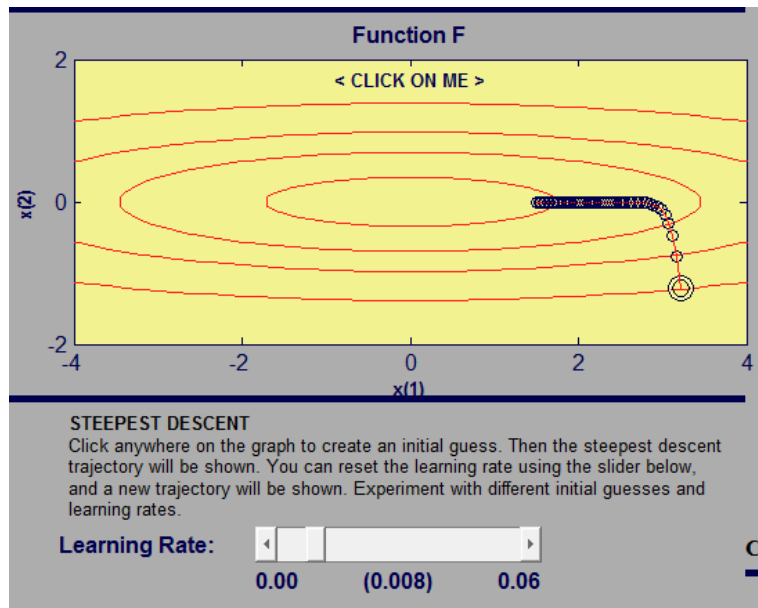 Function F
2
< CLICK ON ME >
x(2)
0
-2
-4
-2
0
2
4
x(1)
STEEPEST DESCENT
Click anywhere on the graph to create an initial guess. Then the steepest descent
trajectory will be shown. You can reset the learning rate using the slider below,
and a new trajectory will be shown. Experiment with different initial guesses and
learning rates.
Learning Rate:
0.00 (0.008) 0.06